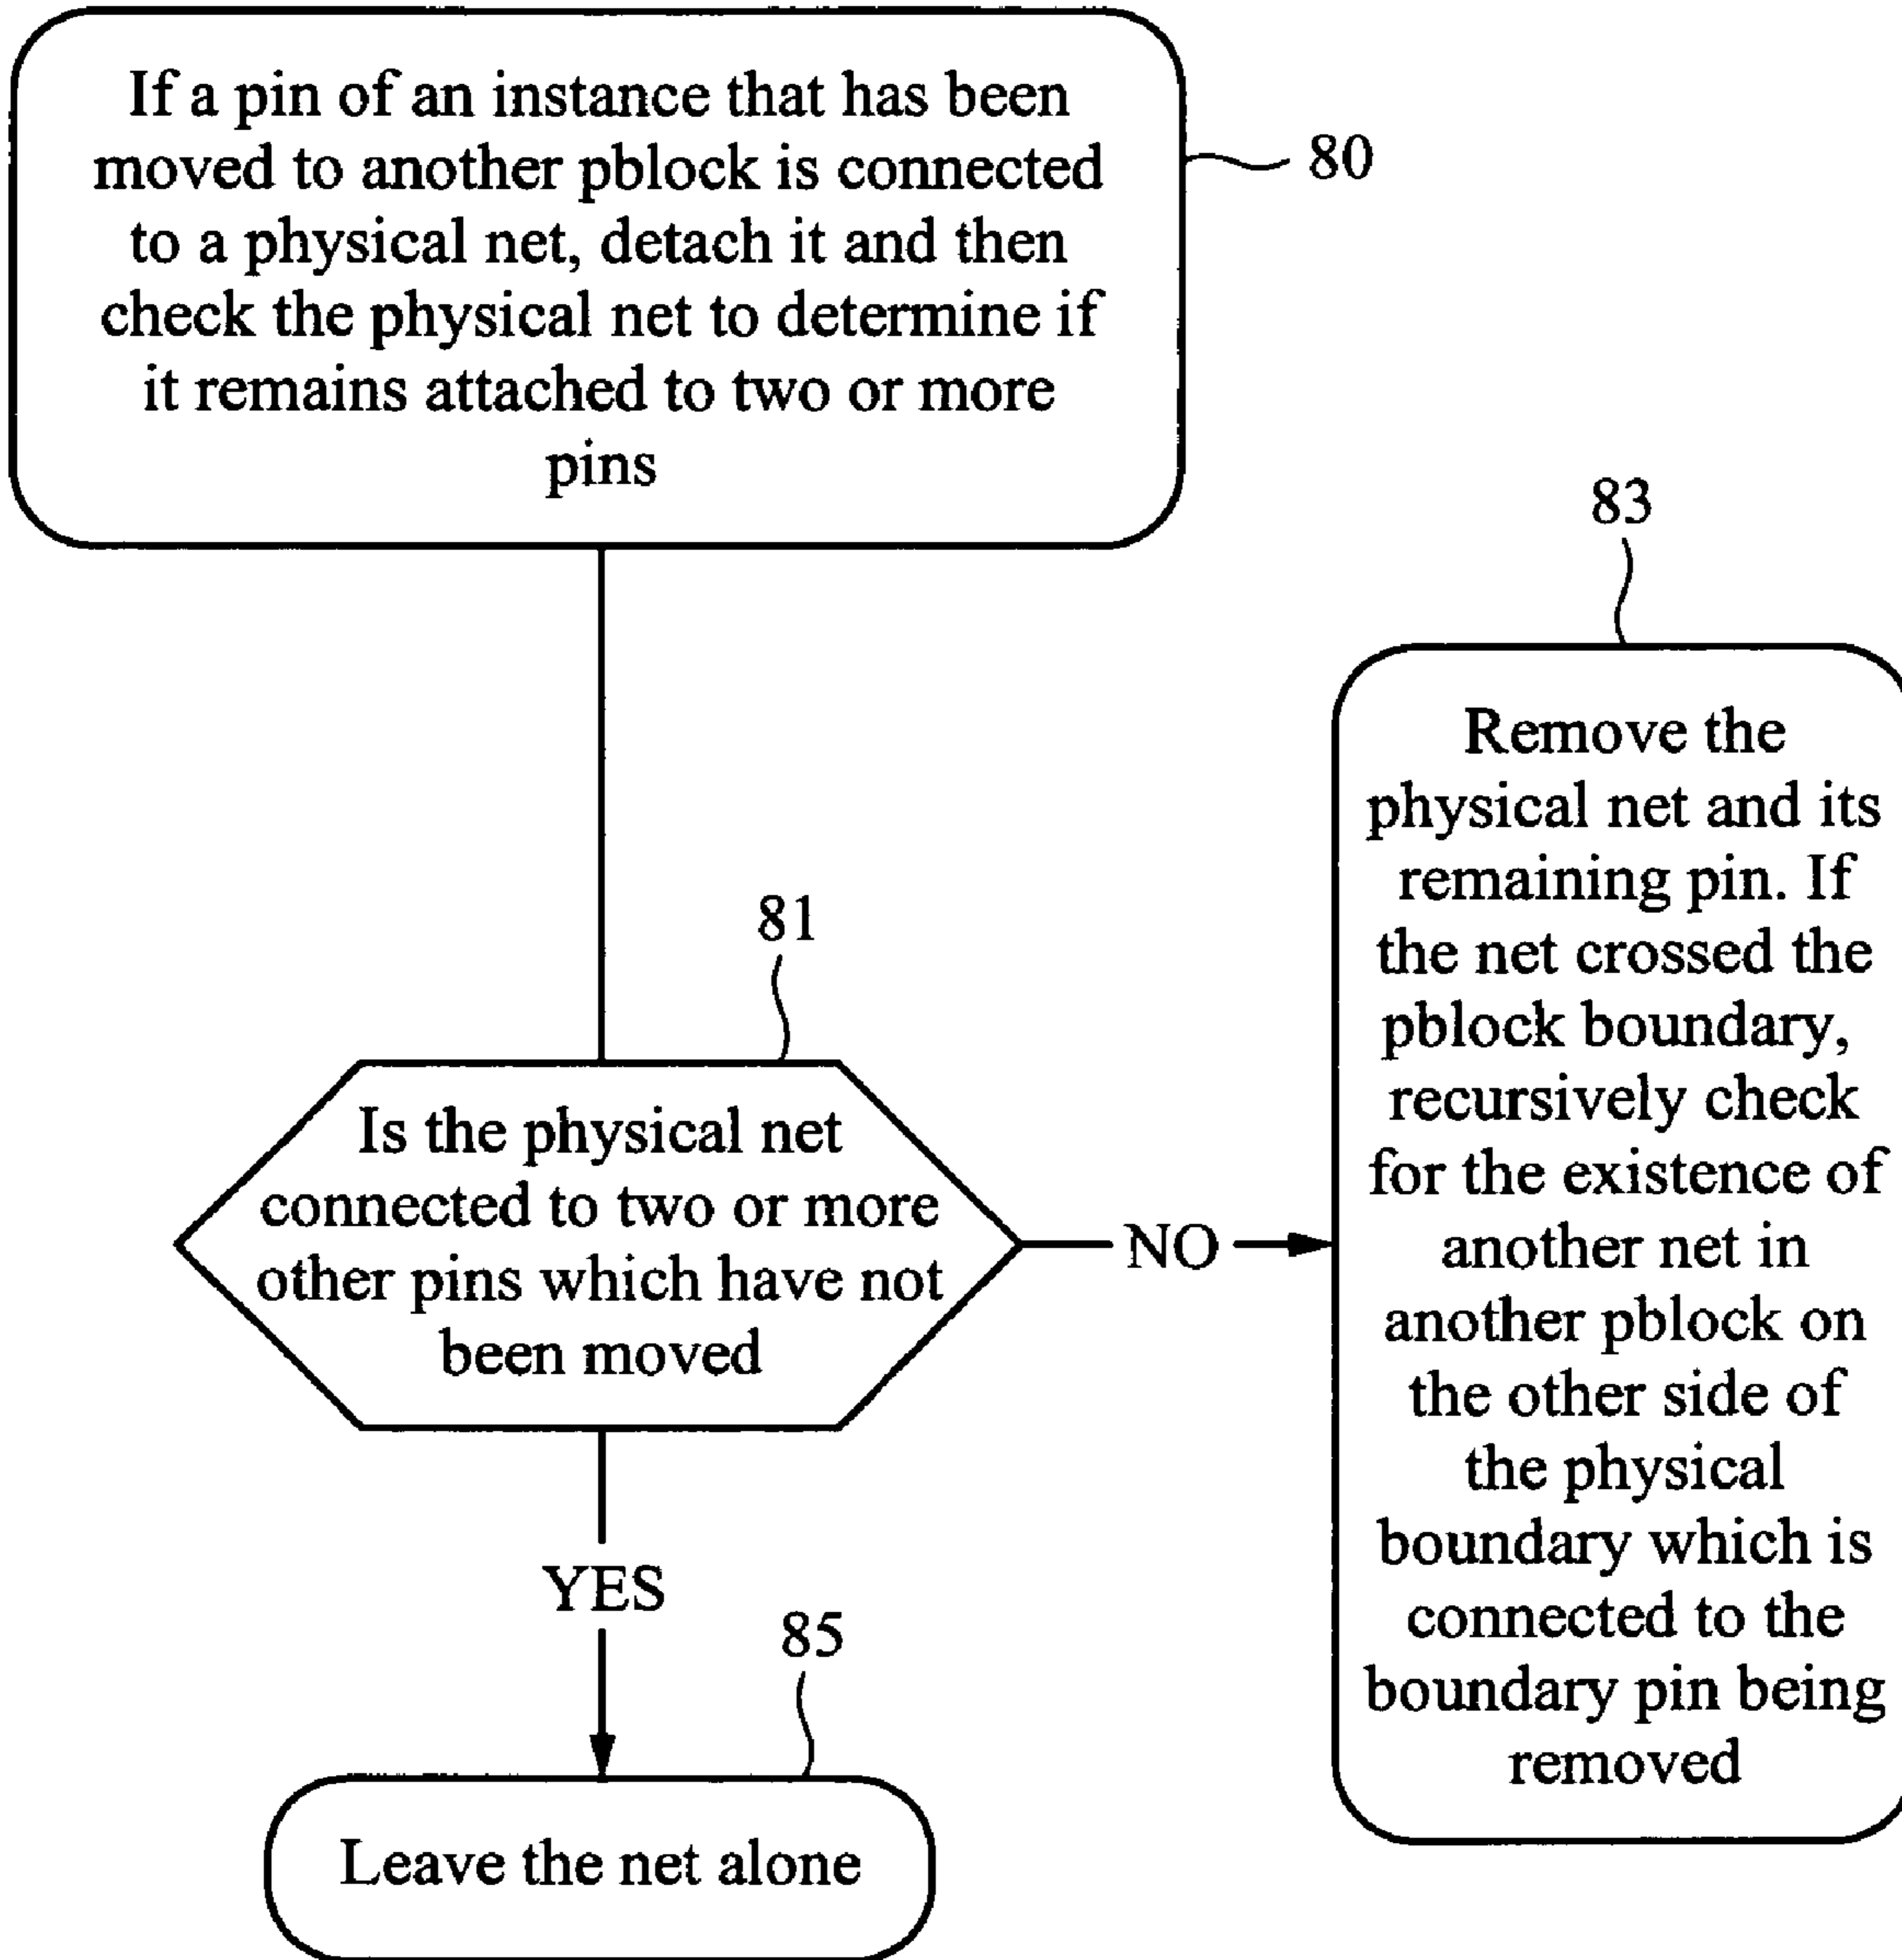 If a pin of an instance that has been
moved to another pblock is connected
to a physical net, detach it and then
check the physical net to determine if
it remains attached to two or more
pins
80
81
Is the physical net
connected to two or more
other pins which have not
been moved
NO
YES
83
Remove the
physical net and its
remaining pin. If
the net crossed the
pblock boundary,
recursively check
for the existence of
another net in
another pblock on
the other side of
the physical
boundary which is
connected to the
boundary pin being
removed
85
Leave the net alone